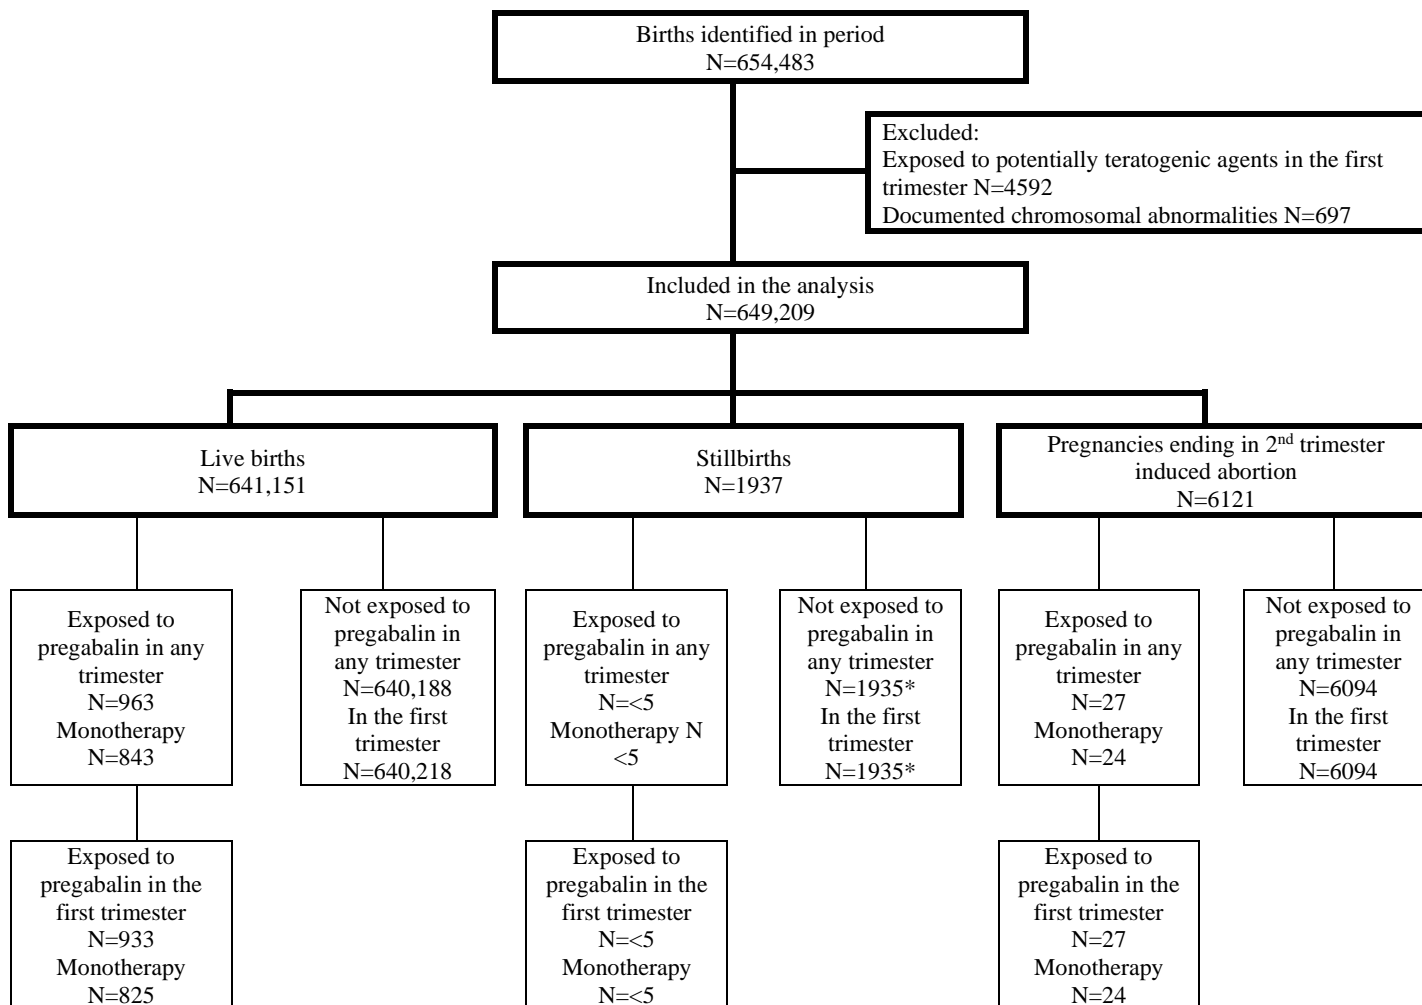 Births identified in period
N=654,483
Excluded:
Exposed to potentially teratogenic agents in the first
trimester N=4592
Documented chromosomal abnormalities N=697
Included in the analysis
N=649,209
Live births
N=641,151
Stillbirths
N=1937
Pregnancies ending in 2nd trimester
induced abortion
N=6121
Exposed to
pregabalin in any
trimester
N=963
Monotherapy
N=843
Not exposed to
pregabalin in
any trimester
N=640,188
In the first
trimester
N=640,218
Exposed to
pregabalin in any
trimester
N=<5
Monotherapy N
<5
Not exposed to
pregabalin in
any trimester
N=1935*
In the first
trimester
N=1935*
Exposed to
pregabalin in any
trimester
N=27
Monotherapy
N=24
Not exposed to
pregabalin in
any trimester
N=6094
In the first
trimester
N=6094
Exposed to
pregabalin in the
first trimester
N=933
Monotherapy
N=825
Exposed to
pregabalin in the
first trimester
N=<5
Monotherapy
N=<5
Exposed to
pregabalin in the
first trimester
N=27
Monotherapy
N=24